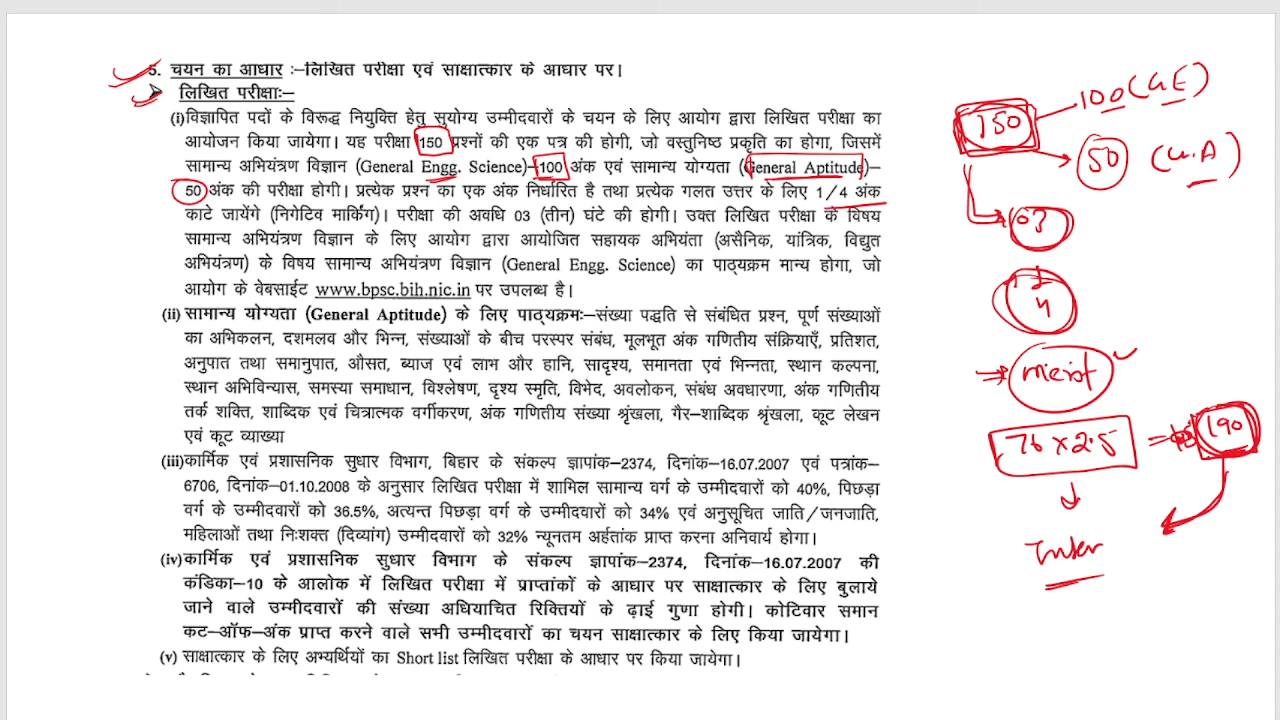 5. चयन का आधार :–लिखित परीक्षा एवं साक्षात्कार के आधार पर।
लिखित परीक्षाः–
(i)विज्ञापित पदों के विरूद्ध नियुक्ति हेतु सुयोग्य उम्मीदवारों के चयन के लिए आयोग द्वारा लिखित परीक्षा का
आयोजन किया जायेगा। यह परीक्षा 150 प्रश्नों की एक पत्र की होगी, जो वस्तुनिष्ठ प्रकृति का होगा, जिसमें
सामान्य अभियंत्रण विज्ञान (General Engg. Science)–100 अंक एवं सामान्य योग्यता (General Aptitude)–
50 अंक की परीक्षा होगी। प्रत्येक प्रश्न का एक अंक निर्धारित है तथा प्रत्येक गलत उत्तर के लिए 1/4 अंक
काटे जायेंगे (निगेटिव मार्किंग)। परीक्षा की अवधि 03 (तीन) घंटे की होगी। उक्त लिखित परीक्षा के विषय
सामान्य अभियंत्रण विज्ञान के लिए आयोग द्वारा आयोजित सहायक अभियंता (असैनिक, यांत्रिक, विद्युत
अभियंत्रण) के विषय सामान्य अभियंत्रण विज्ञान (General Engg. Science) का पाठ्यक्रम मान्य होगा, जो
आयोग के वेबसाईट www.bpsc.bih.nic.in पर उपलब्ध है।
(ii) सामान्य योग्यता (General Aptitude) के लिए पाठ्यक्रमः–संख्या पद्धति से संबंधित प्रश्न, पूर्ण संख्याओं
का अभिकलन, दशमलव और भिन्न, संख्याओं के बीच परस्पर संबंध, मूलभूत अंक गणितीय संक्रियाएँ, प्रतिशत,
अनुपात तथा समानुपात, औसत, ब्याज एवं लाभ और हानि, सादृश्य, समानता एवं भिन्नता, स्थान कल्पना,
स्थान अभिविन्यास, समस्या समाधान, विश्लेषण, दृश्य स्मृति, विभेद, अवलोकन, संबंध अवधारणा, अंक गणितीय
तर्क शक्ति, शाब्दिक एवं चित्रात्मक वर्गीकरण, अंक गणितीय संख्या श्रृंखला, गैर–शाब्दिक श्रृंखला, कूट लेखन
एवं कूट व्याख्या
(iii)कार्मिक एवं प्रशासनिक सुधार विभाग, बिहार के संकल्प ज्ञापांक–2374, दिनांक–16.07.2007 एवं पत्रांक–
6706, दिनांक–01.10.2008 के अनुसार लिखित परीक्षा में शामिल सामान्य वर्ग के उम्मीदवारों को 40%, पिछड़ा
वर्ग के उम्मीदवारों को 36.5%, अत्यन्त पिछड़ा वर्ग के उम्मीदवारों को 34% एवं अनुसूचित जाति/जनजाति,
महिलाओं तथा निःशक्त (दिव्यांग) उम्मीदवारों को 32% न्यूनतम अर्हतांक प्राप्त करना अनिवार्य होगा।
(iv)कार्मिक एवं प्रशासनिक सुधार विभाग के संकल्प ज्ञापांक–2374, दिनांक–16.07.2007 की
कंडिका–10 के आलोक में लिखित परीक्षा में प्राप्तांकों के आधार पर साक्षात्कार के लिए बुलाये
जाने वाले उम्मीदवारों की संख्या अधियाचित रिक्तियों के ढ़ाई गुणा होगी। कोटिवार समान
कट–ऑफ–अंक प्राप्त करने वाले सभी उम्मीदवारों का चयन साक्षात्कार के लिए किया जायेगा।
(v) साक्षात्कार के लिए अभ्यर्थियों का Short list लिखित परीक्षा के आधार पर किया जायेगा।
150
100 (G.E)
50 (G.A)
03
1/4
merit
76 x 2.5 = 190
Inter